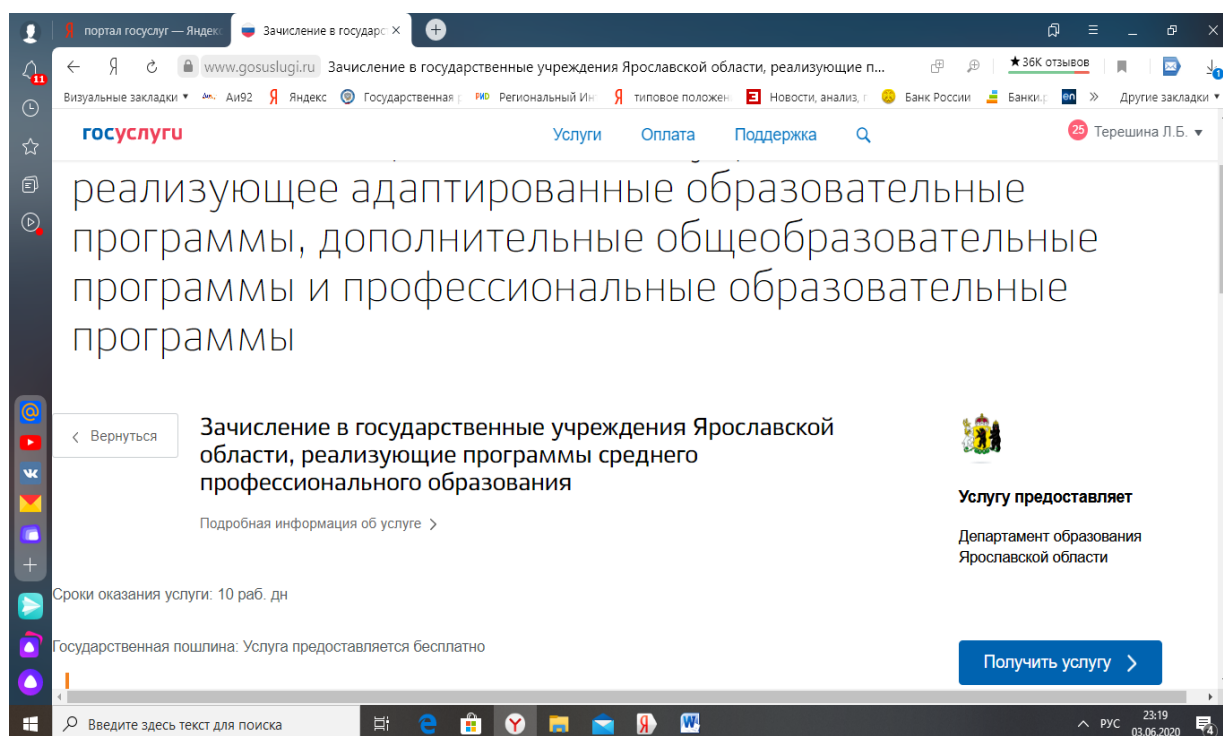 портал госуслуг — Яндекс
Зачисление в государс
www.gosuslugi.ru Зачисление в государственные учреждения Ярославской области, реализующие п...
★36К отзывов
11
Визуальные закладки Аи92 Яндекс Государственная Региональный Ин типовое положен Новости, анализ, Банк России Банки.р Другие закладки
госуслуги Услуги Оплата Поддержка 25 Терешина Л.Б.
реализующее адаптированные образовательные
программы, дополнительные общеобразовательные
программы и профессиональные образовательные
программы
Вернуться
Зачисление в государственные учреждения Ярославской
области, реализующие программы среднего
профессионального образования
Подробная информация об услуге
Услугу предоставляет
Департамент образования
Ярославской области
Сроки оказания услуги: 10 раб. дн
Государственная пошлина: Услуга предоставляется бесплатно
Получить услугу
Введите здесь текст для поиска
РУС
23:19
03.06.2020